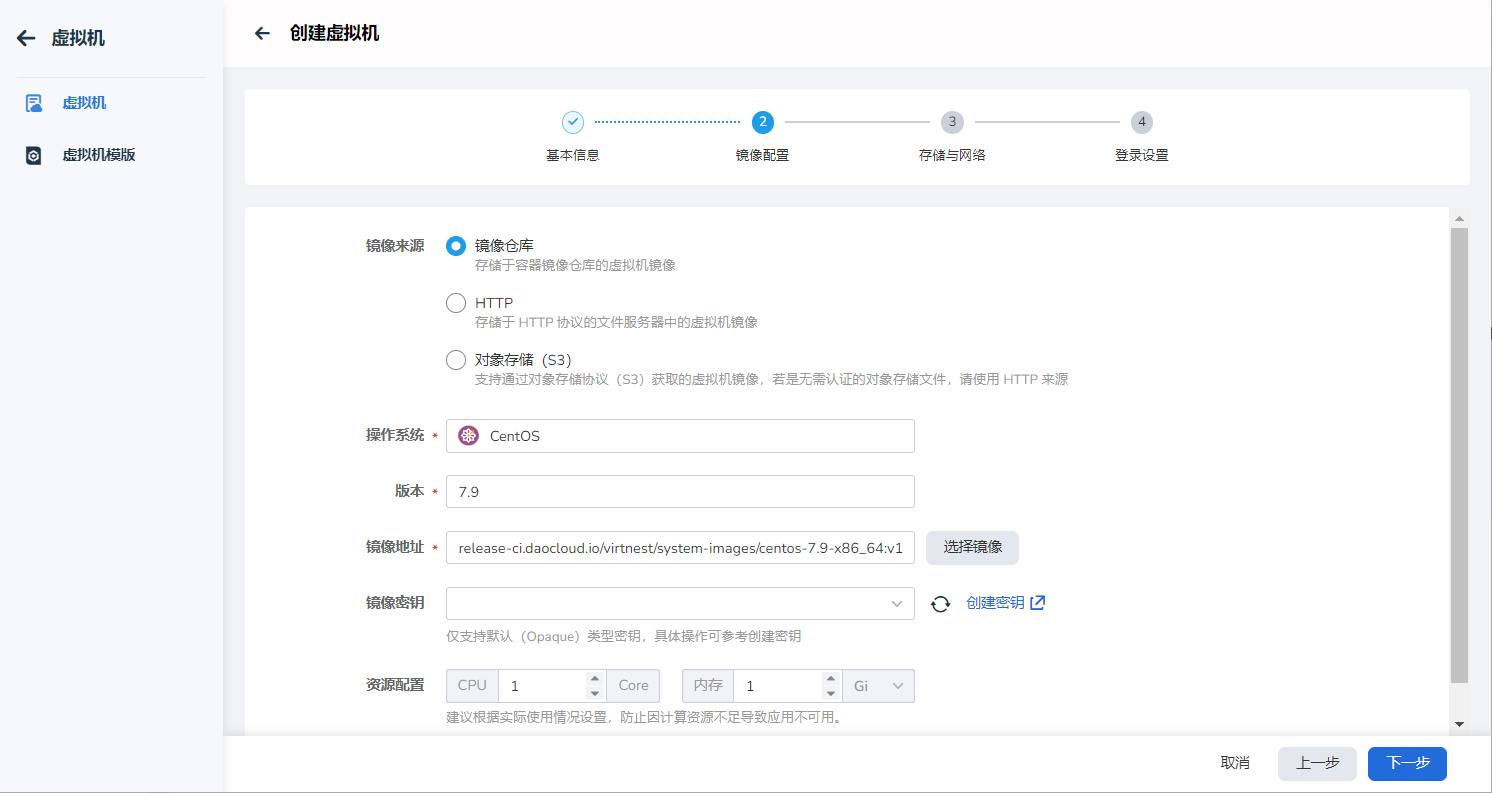 虚拟机
创建虚拟机
虚拟机
虚拟机模版
2
3
4
基本信息
镜像配置
存储与网络
登录设置
镜像来源
镜像仓库
存储于容器镜像仓库的虚拟机镜像
HTTP
存储于 HTTP 协议的文件服务器中的虚拟机镜像
对象存储（S3）
支持通过对象存储协议（S3）获取的虚拟机镜像，若是无需认证的对象存储文件，请使用 HTTP 来源
操作系统 * CentOS
版本 * 7.9
镜像地址 * release-ci.daocloud.io/virtnest/system-images/centos-7.9-x86_64:v1 选择镜像
镜像密钥 创建密钥
仅支持默认（Opaque）类型密钥，具体操作可参考创建密钥
资源配置 CPU 1 Core 内存 1 Gi
建议根据实际使用情况设置，防止因计算资源不足导致应用不可用。
取消 上一步 下一步